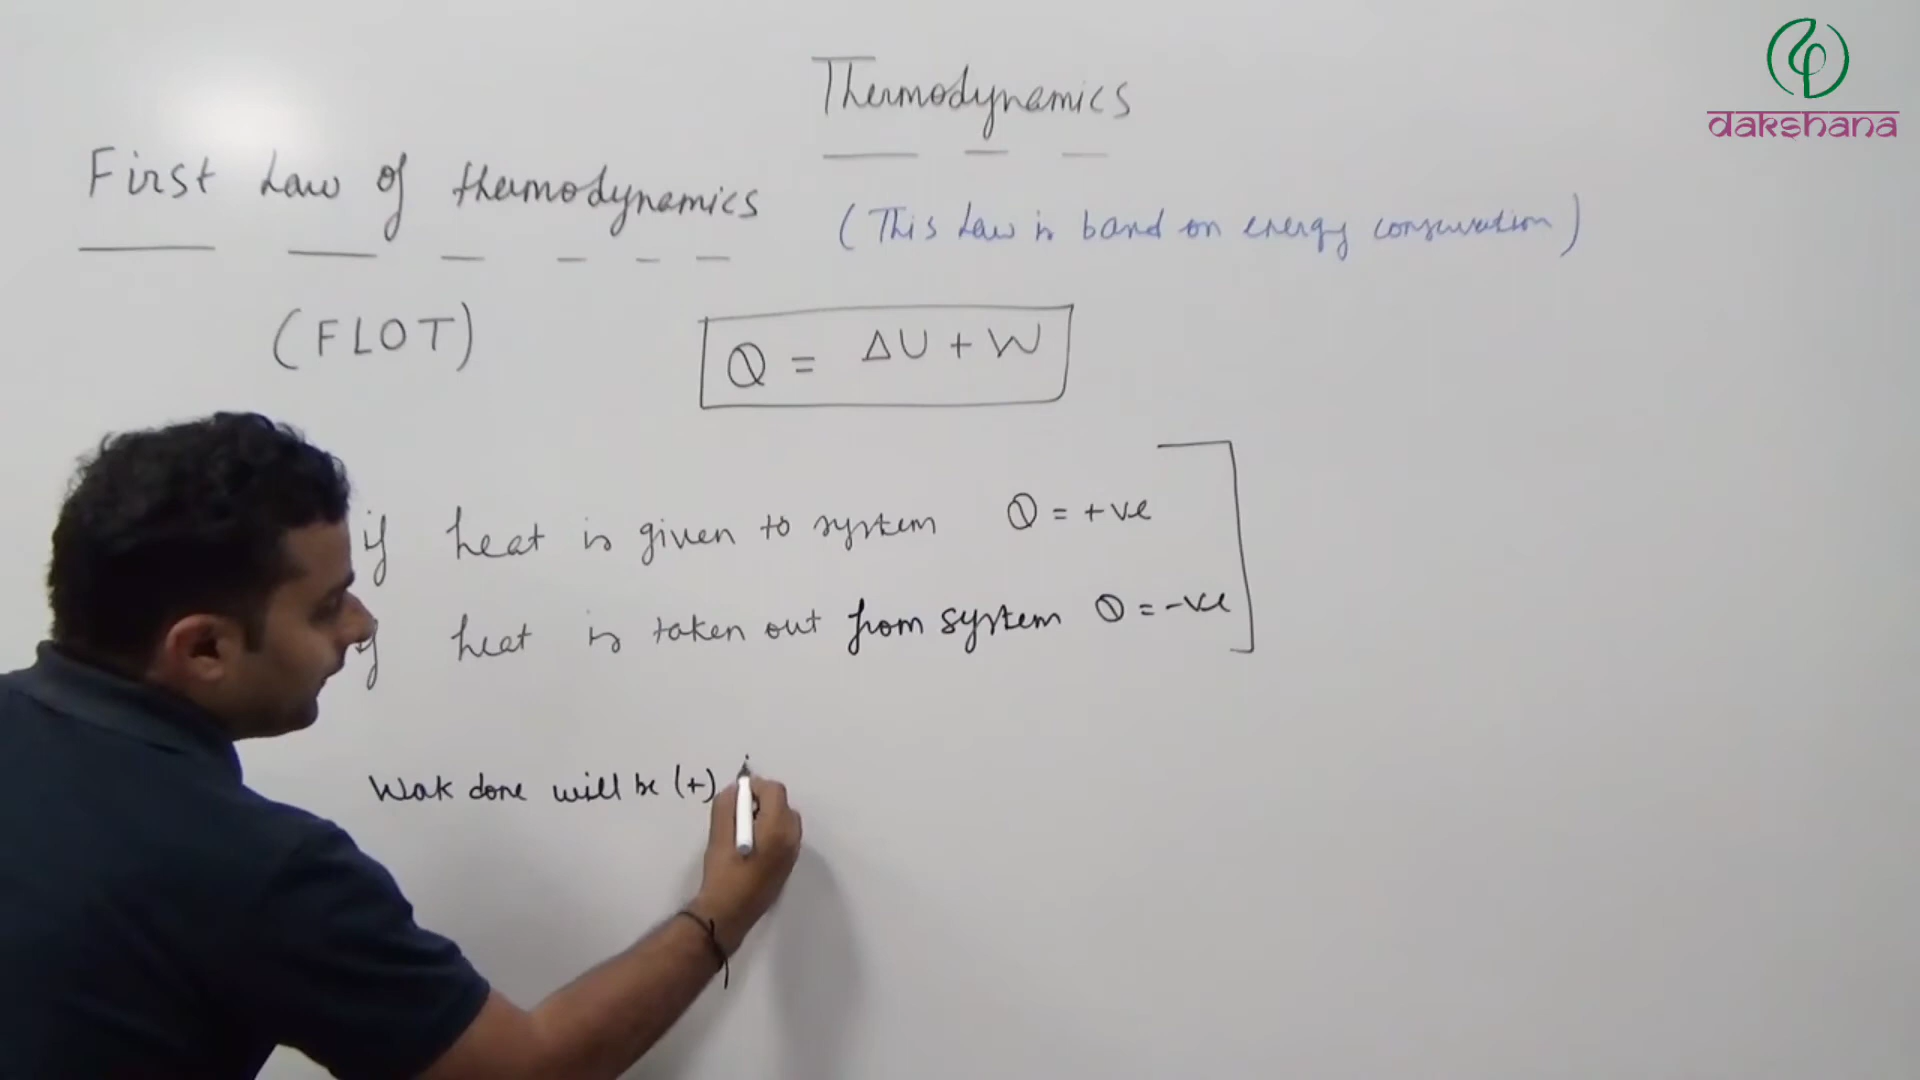 Thermodynamics
dakshana
First Law of thermodynamics
(This Law is based on energy conservation)
(FLOT)
Q = ΔU + W
if heat is given to system Q = +ve
heat is taken out from system Q = -ve
Work done will be (+)